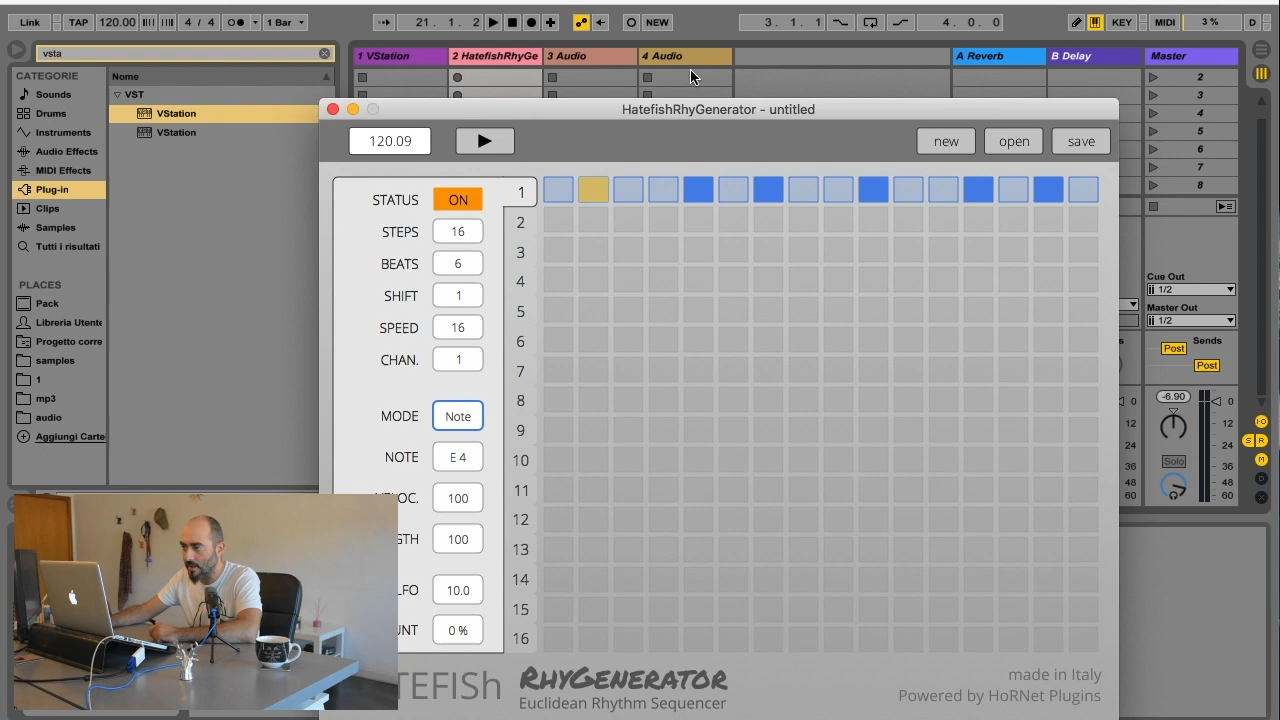 Link
TAP
120.00
4 / 4
1 Bar
21. 1. 2
NEW
3. 1. 1
4. 0. 0
KEY
MIDI
3 %
D
vsta
CATEGORIE
Sounds
Drums
Instruments
Audio Effects
MIDI Effects
Plug-in
Clips
Samples
Tutti i risultati
PLACES
Pack
Libreria Utente
Progetto corre
samples
1
mp3
audio
Aggiungi Carte
Nome
VST
VStation
VStation
1 VStation
2 HatefishRhyGe
3 Audio
4 Audio
A Reverb
B Delay
Master
2
3
4
5
6
7
8
Cue Out
1/2
Master Out
1/2
Sends
Post
Post
-6.90
Solo
0
12
24
36
48
60
HatefishRhyGenerator - untitled
120.09
new
open
save
STATUS ON
STEPS 16
BEATS 6
SHIFT 1
SPEED 16
CHAN. 1
MODE Note
NOTE E 4
OC. 100
GTH 100
LFO 10.0
UNT 0 %
1
2
3
4
5
6
7
8
9
10
11
12
13
14
15
16
TEFISh
RHYGENERATOR
Euclidean Rhythm Sequencer
made in Italy
Powered by HoRNet Plugins